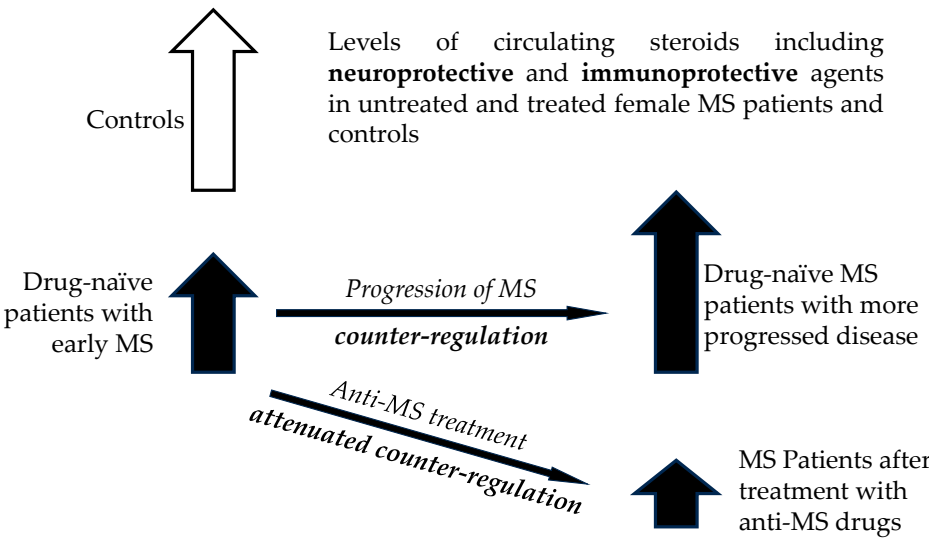 Levels of circulating steroids including
neuroprotective and immunoprotective agents
in untreated and treated female MS patients and
controls
Controls
Drug-naïve
patients with
early MS
Progression of MS
counter-regulation
Drug-naïve MS
patients with more
progressed disease
Anti-MS treatment
attenuated counter-regulation
MS Patients after
treatment with
anti-MS drugs